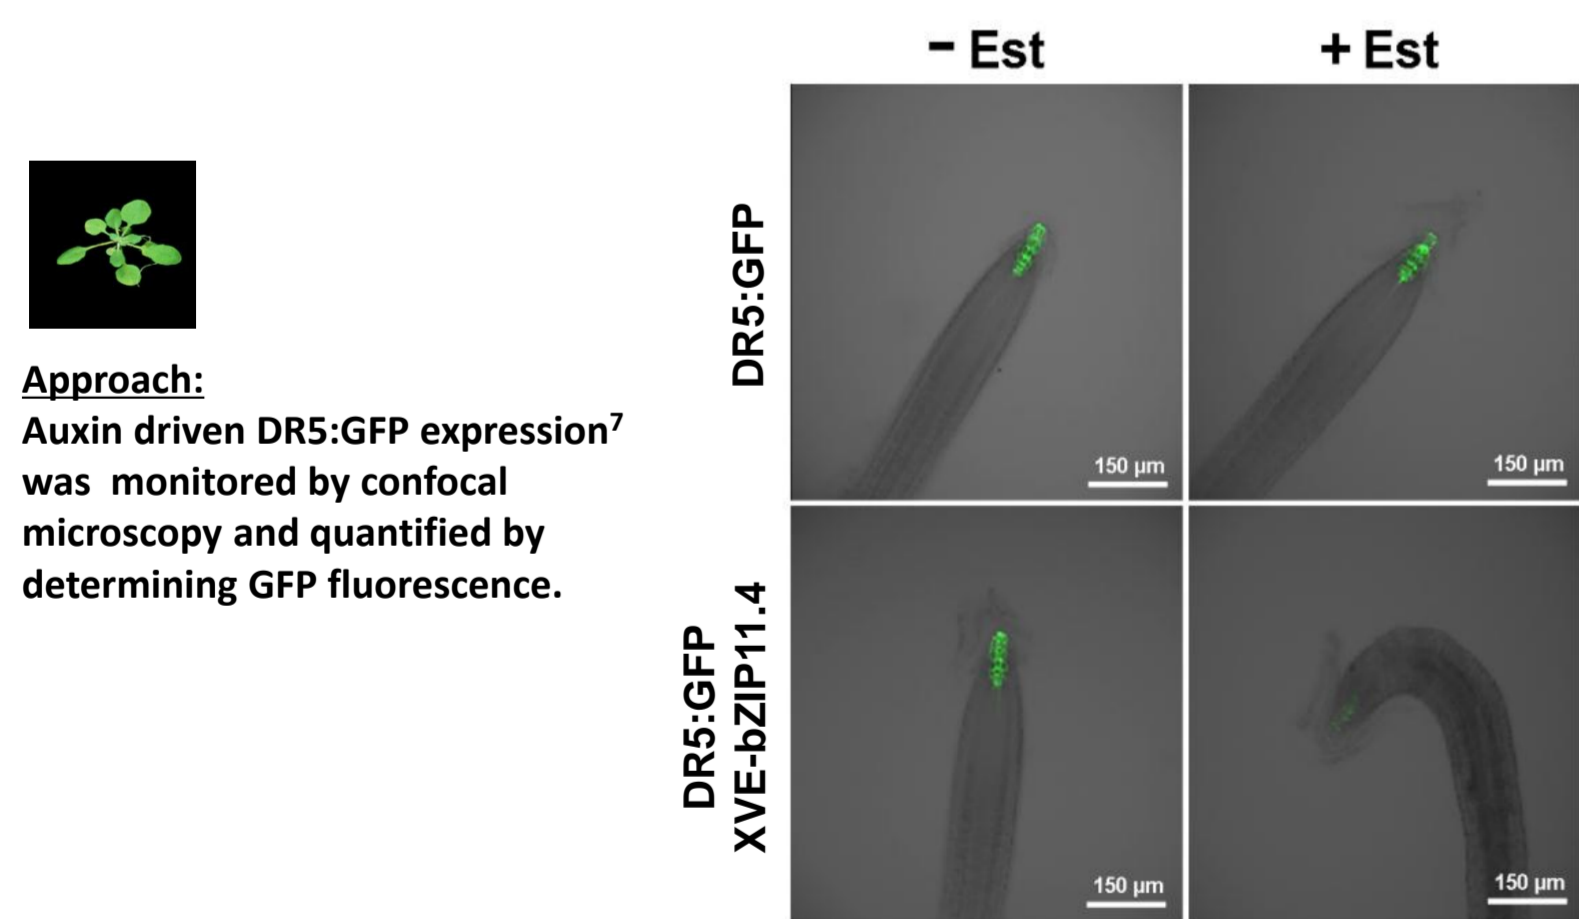 − Est
+ Est
Approach:
Auxin driven DR5:GFP expression⁷
was monitored by confocal
microscopy and quantified by
determining GFP fluorescence.
DR5:GFP
150 µm
150 µm
DR5:GFP
XVE-bZIP11.4
150 µm
150 µm